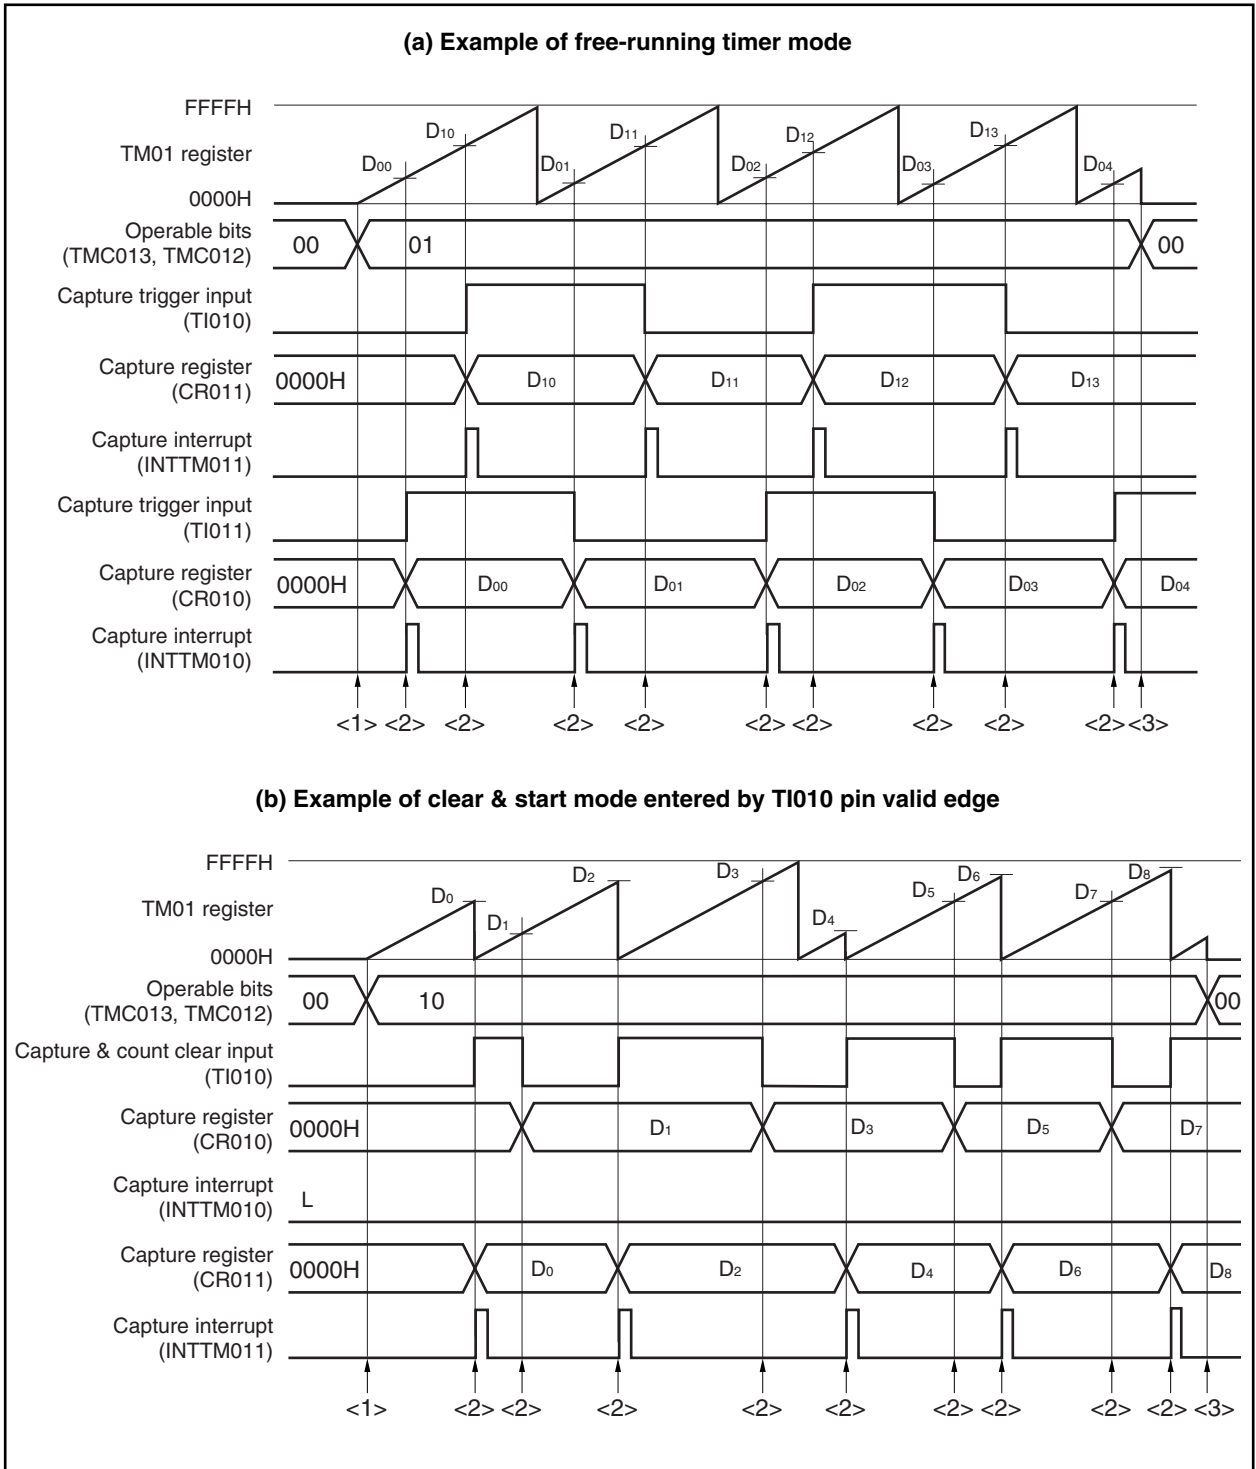 (a) Example of free-running timer mode
FFFFH
TM01 register
0000H
D00 D10 D01 D11 D02 D12 D03 D13 D04
Operable bits
(TMC013, TMC012)
00 01 00
Capture trigger input
(TI010)
Capture register
(CR011)
0000H D10 D11 D12 D13
Capture interrupt
(INTTM011)
Capture trigger input
(TI011)
Capture register
(CR010)
0000H D00 D01 D02 D03 D04
Capture interrupt
(INTTM010)
<1> <2> <2> <2> <2> <2> <2> <2> <2> <2> <3>
(b) Example of clear & start mode entered by TI010 pin valid edge
FFFFH
TM01 register
0000H
D0 D1 D2 D3 D4 D5 D6 D7 D8
Operable bits
(TMC013, TMC012)
00 10 00
Capture & count clear input
(TI010)
Capture register
(CR010)
0000H D1 D3 D5 D7
Capture interrupt
(INTTM010)
L
Capture register
(CR011)
0000H D0 D2 D4 D6 D8
Capture interrupt
(INTTM011)
<1> <2> <2> <2> <2> <2> <2> <2> <2> <2> <3>